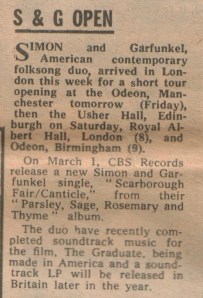 S & G OPEN
SIMON and Garfunkel,
American contemporary
folksong duo, arrived in Lon-
don this week for a short tour
opening at the Odeon, Man-
chester tomorrow (Friday),
then the Usher Hall, Edin-
burgh on Saturday, Royal Al-
bert Hall, London (8), and
Odeon, Birmingham (9).
On March 1, CBS Records
release a new Simon and Gar-
funkel single, "Scarborough
Fair/Canticle," from their
"Parsley, Sage, Rosemary and
Thyme" album.
The duo have recently com-
pleted soundtrack music for
the film, The Graduate, being
made in America and a sound-
track LP will be released in
Britain later in the year.